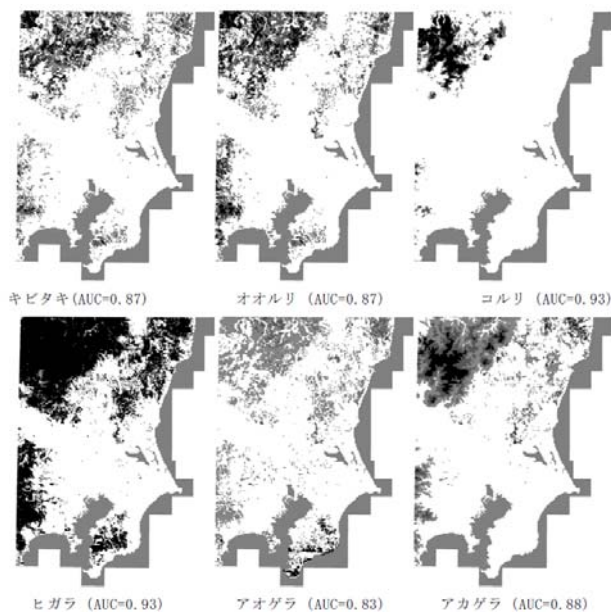 キビタキ(AUC=0.87)
オオルリ (AUC=0.87)
コルリ (AUC=0.93)
ヒガラ (AUC=0.93)
アオゲラ (AUC=0.83)
アカゲラ (AUC=0.88)